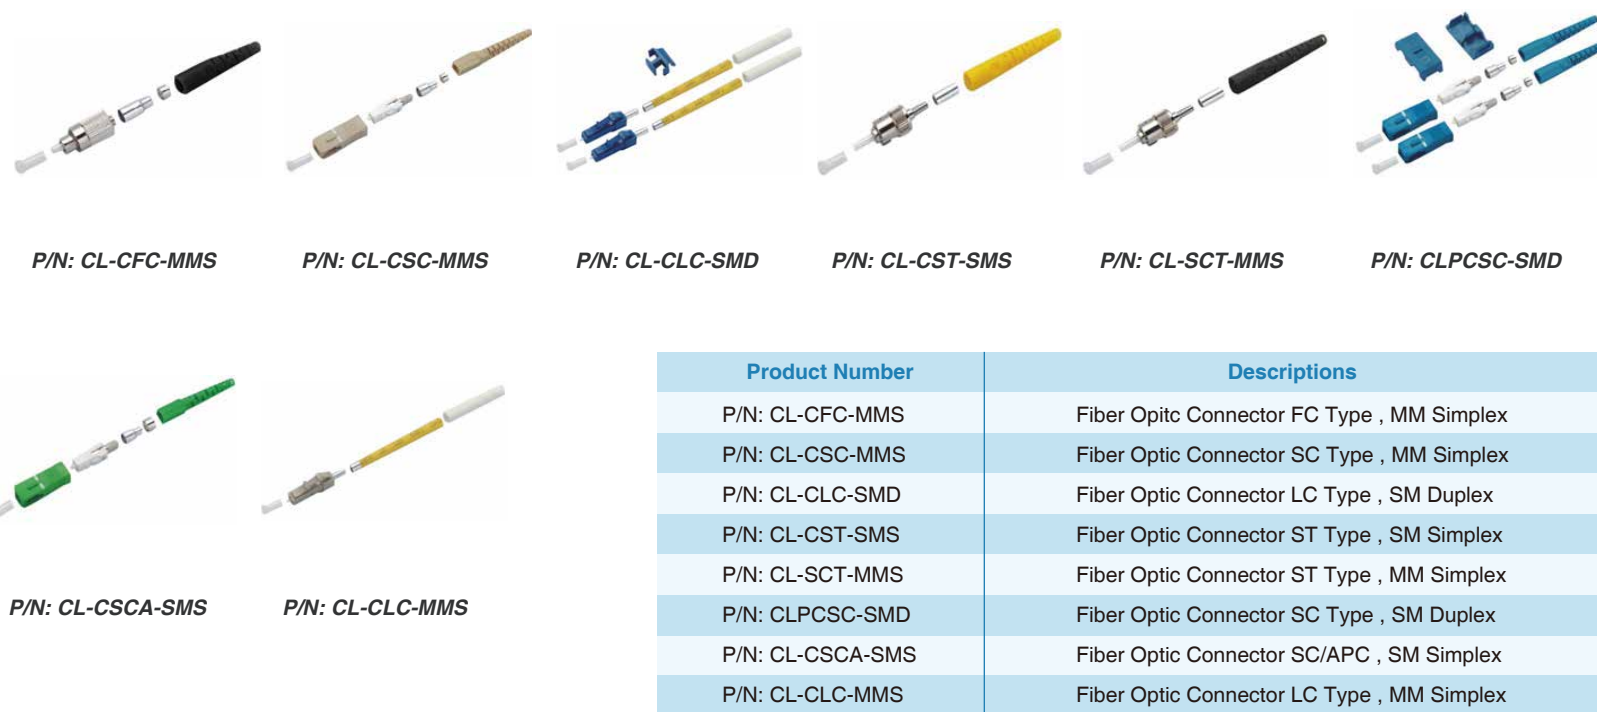 P/N: CL-CFC-MMS
P/N: CL-CSC-MMS
P/N: CL-CLC-SMD
P/N: CL-CST-SMS
P/N: CL-SCT-MMS
P/N: CLPCSC-SMD
P/N: CL-CSCA-SMS
P/N: CL-CLC-MMS
Product Number Descriptions
P/N: CL-CFC-MMS Fiber Opitc Connector FC Type , MM Simplex
P/N: CL-CSC-MMS Fiber Optic Connector SC Type , MM Simplex
P/N: CL-CLC-SMD Fiber Optic Connector LC Type , SM Duplex
P/N: CL-CST-SMS Fiber Optic Connector ST Type , SM Simplex
P/N: CL-SCT-MMS Fiber Optic Connector ST Type , MM Simplex
P/N: CLPCSC-SMD Fiber Optic Connector SC Type , SM Duplex
P/N: CL-CSCA-SMS Fiber Optic Connector SC/APC , SM Simplex
P/N: CL-CLC-MMS Fiber Optic Connector LC Type , MM Simplex